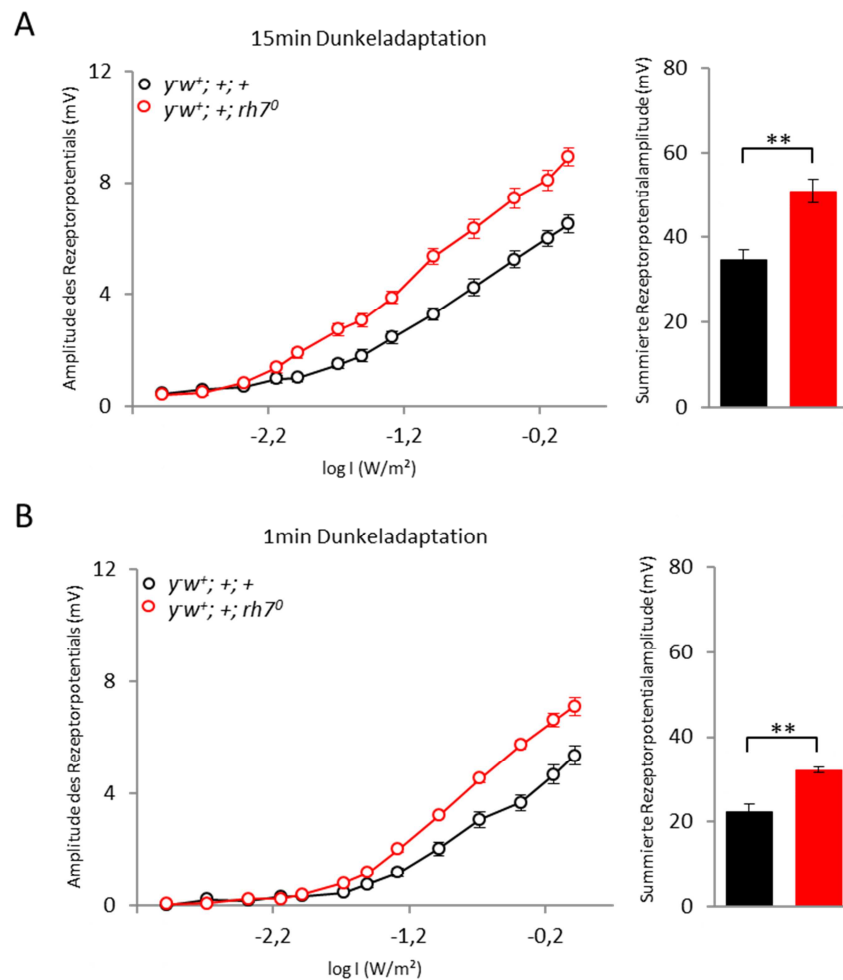 A
15min Dunkeladaptation
Amplitude des Rezeptorpotentials (mV)
12
8
4
0
y⁻w⁺; +; +
y⁻w⁺; +; rh7⁰
-2,2
-1,2
-0,2
log I (W/m²)
Summierte Rezeptorpotentialamplitude (mV)
80
60
40
20
0
**
B
1min Dunkeladaptation
Amplitude des Rezeptorpotentials (mV)
12
8
4
0
y⁻w⁺; +; +
y⁻w⁺; +; rh7⁰
-2,2
-1,2
-0,2
log I (W/m²)
Summierte Rezeptorpotentialamplitude (mV)
80
60
40
20
0
**